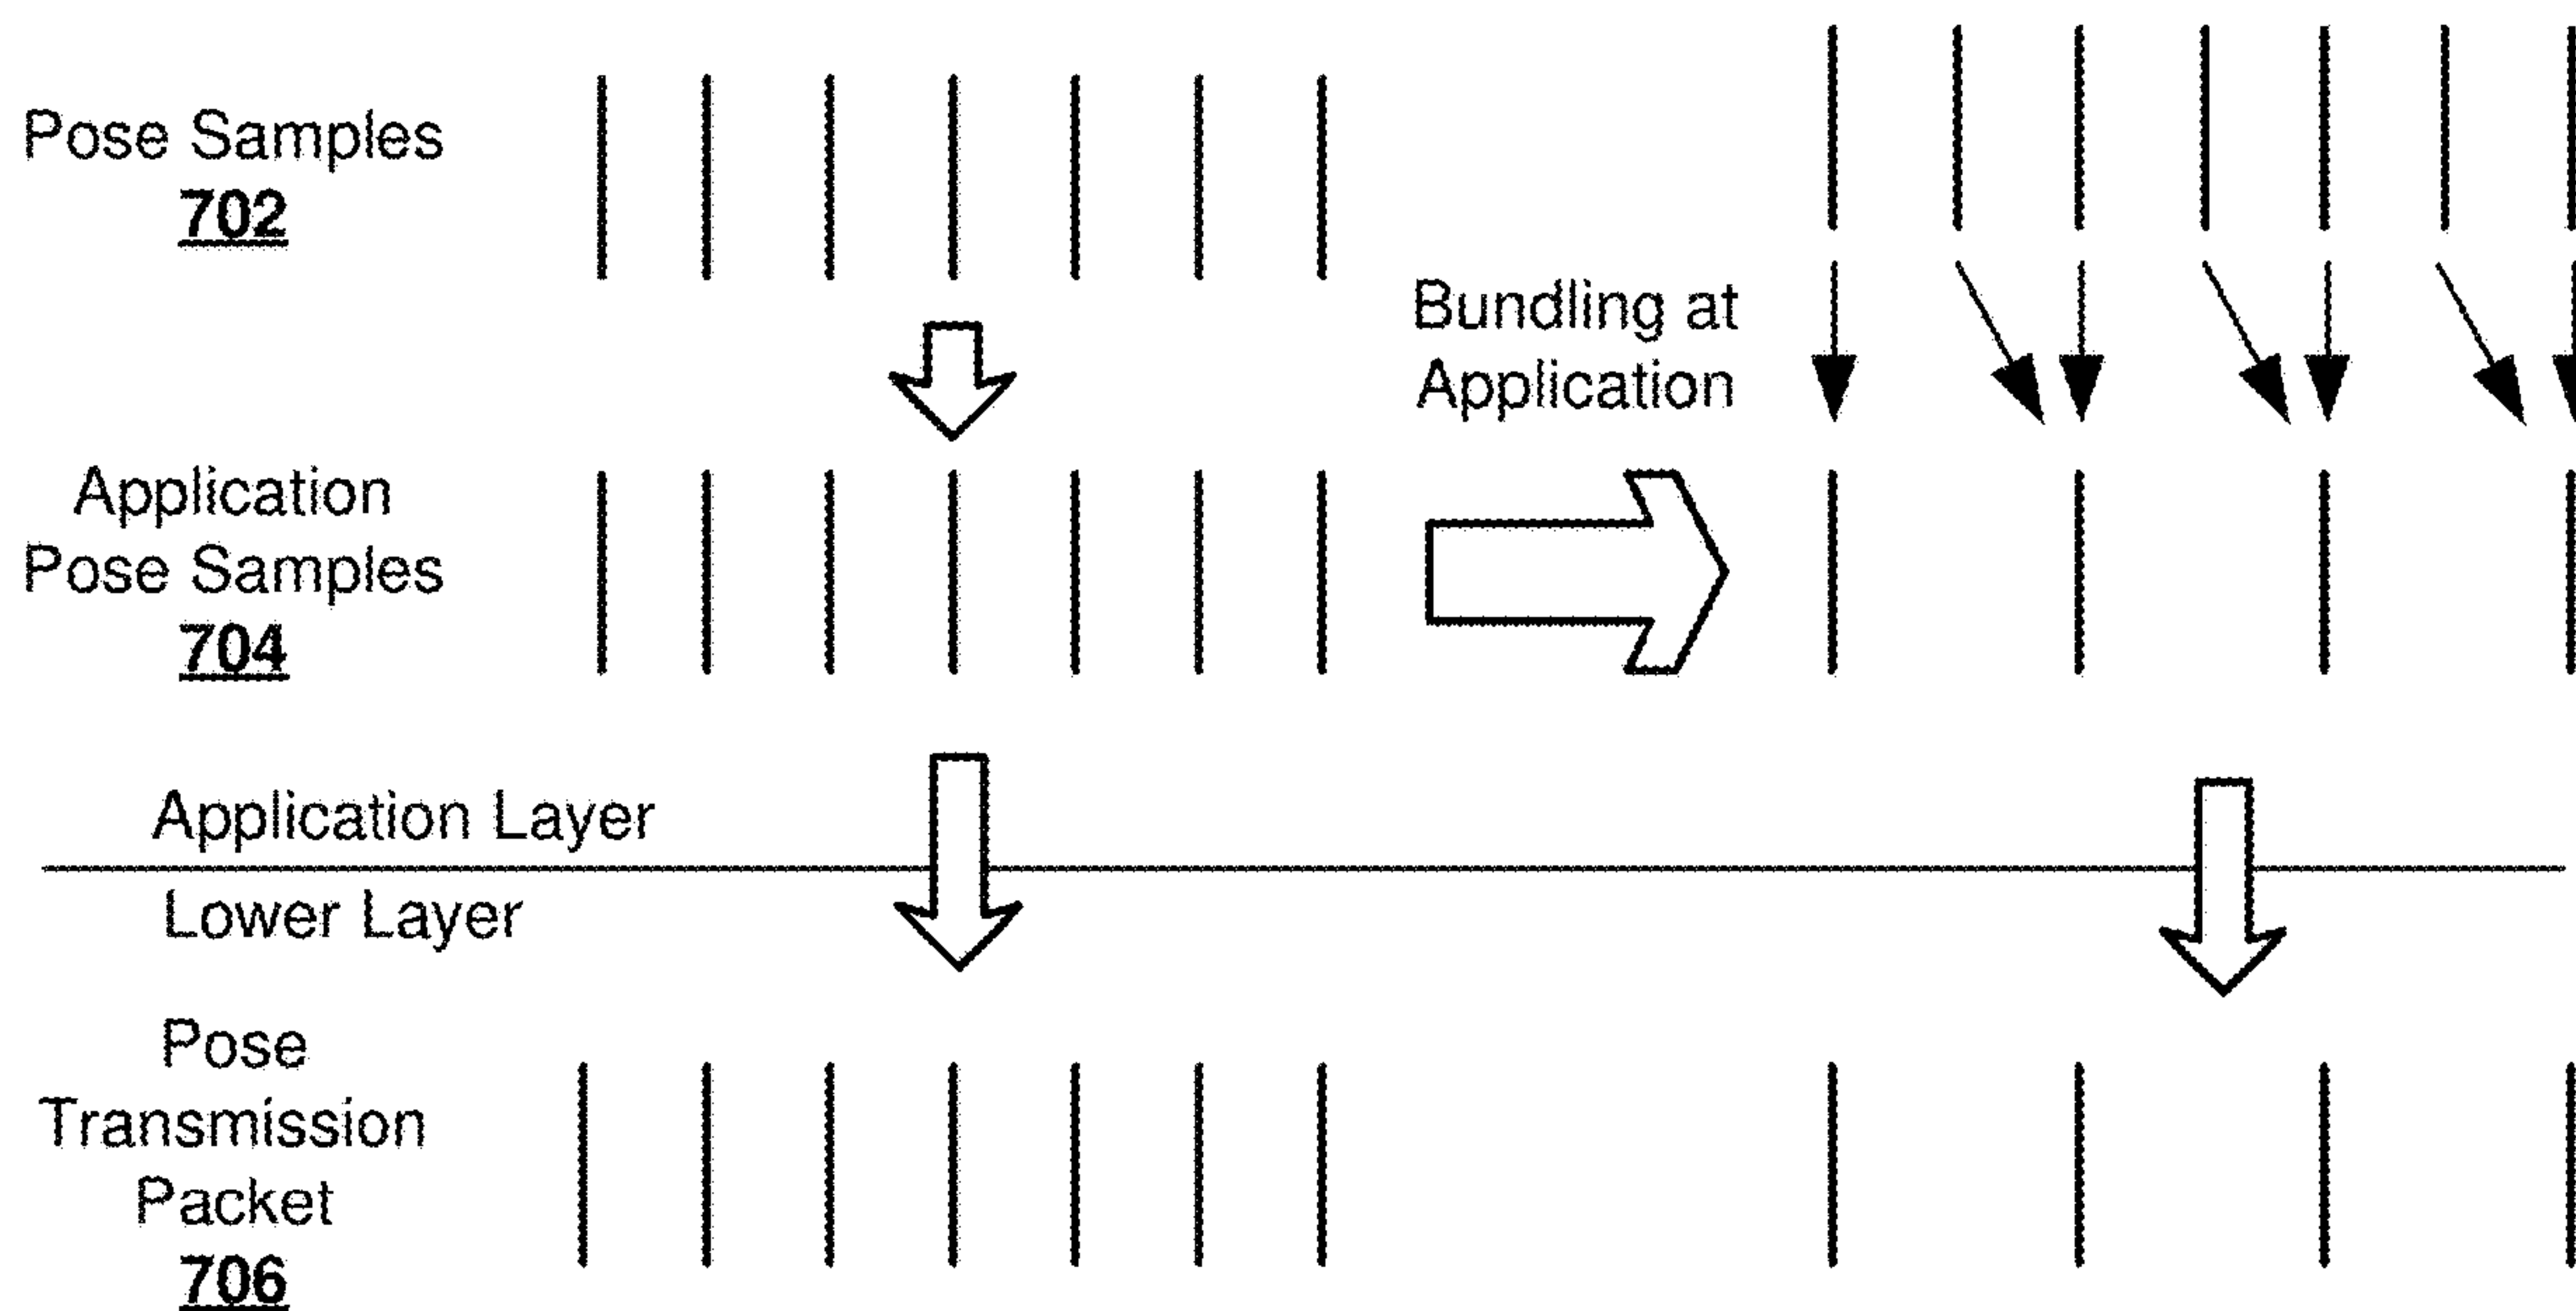 Pose Samples
702
Bundling at
Application
Application
Pose Samples
704
Application Layer
Lower Layer
Pose
Transmission
Packet
706